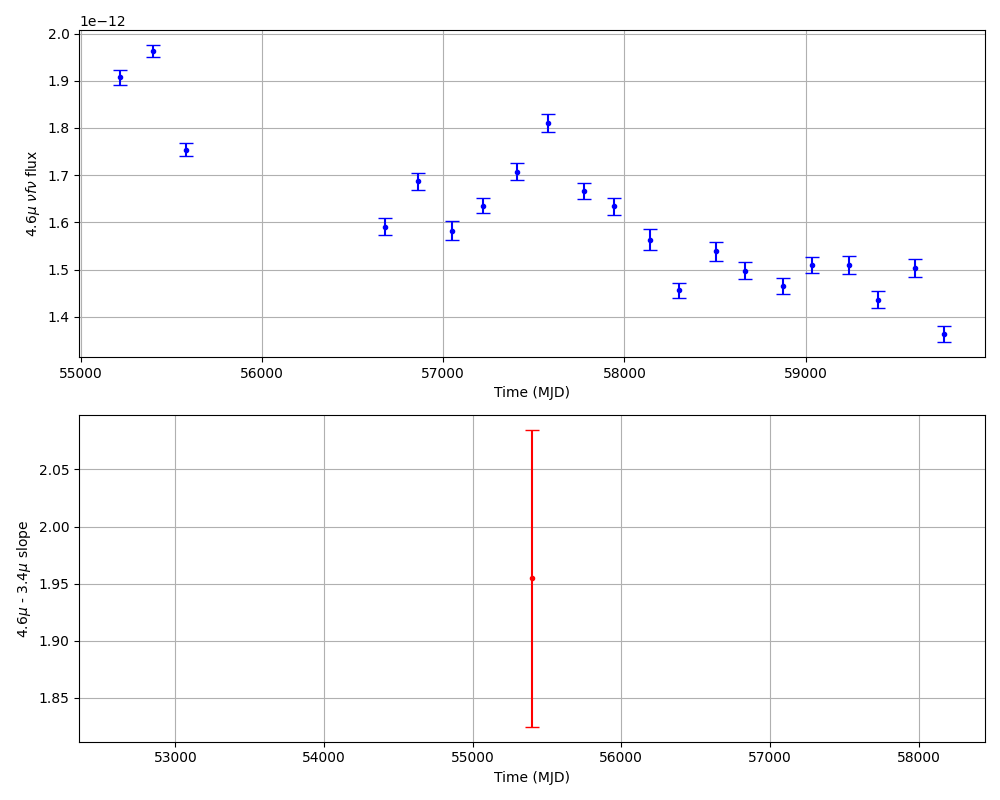 1e−12
2.0
1.9
1.8
1.7
1.6
1.5
1.4
4.6μ νfν flux
55000 56000 57000 58000 59000
Time (MJD)
2.05
2.00
1.95
1.90
1.85
4.6μ - 3.4μ slope
53000 54000 55000 56000 57000 58000
Time (MJD)